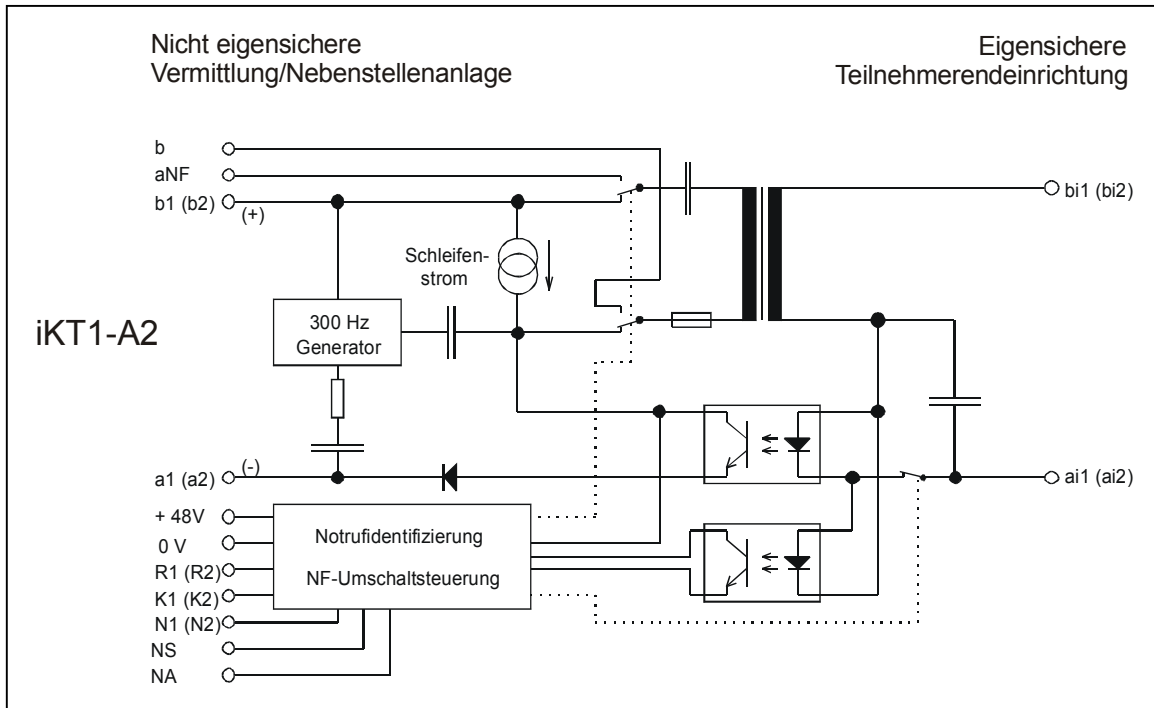 Nicht eigensichere
Vermittlung/Nebenstellenanlage
Eigensichere
Teilnehmerendeinrichtung
b
aNF
b1 (b2)
(+)
bi1 (bi2)
Schleifen-
strom
iKT1-A2
300 Hz
Generator
(-)
a1 (a2)
ai1 (ai2)
+ 48V
0 V
R1 (R2)
K1 (K2)
N1 (N2)
NS
NA
Notrufidentifizierung
NF-Umschaltsteuerung